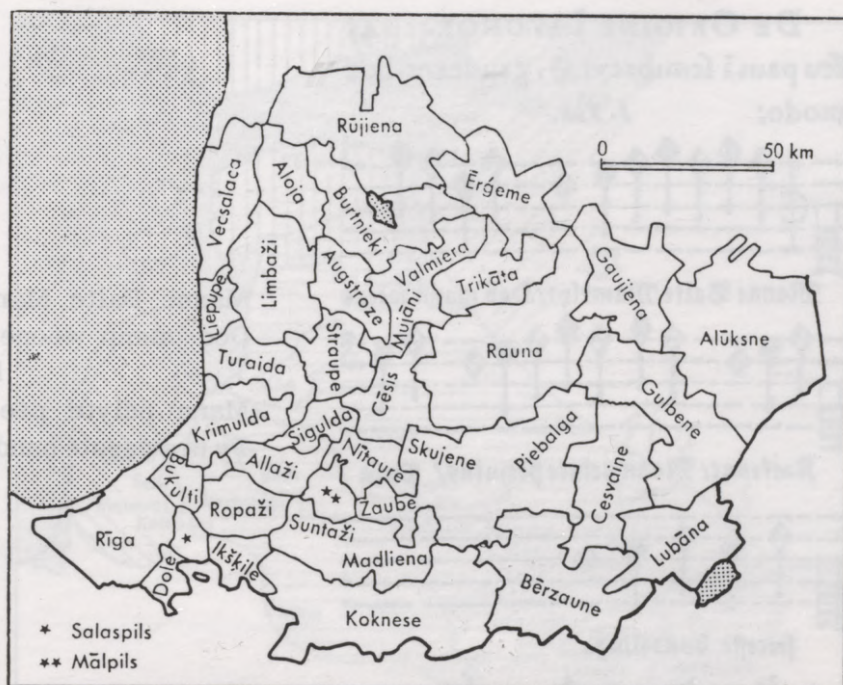 Rūjiena
0 50 km
Ērģeme
Vecsalaca
Aloja
Burtnieki
Valmiera
Gaujiena
Limbaži
Augstroze
Trikāta
Liepupe
Mujāni
Alūksne
Straupe
Rauna
Turaida
Cēsis
Gulbene
Krimulda
Sigulda
Skujene
Piebalga
Nītaure
Cesvaine
Allaži
Buļķulti
**
Zaube
Ropaži
Suntaži
Rīga
*
Ikšķile
Lubāna
Madliena
Dole
Bērzaune
Koknese
* Salaspils
** Mālpils